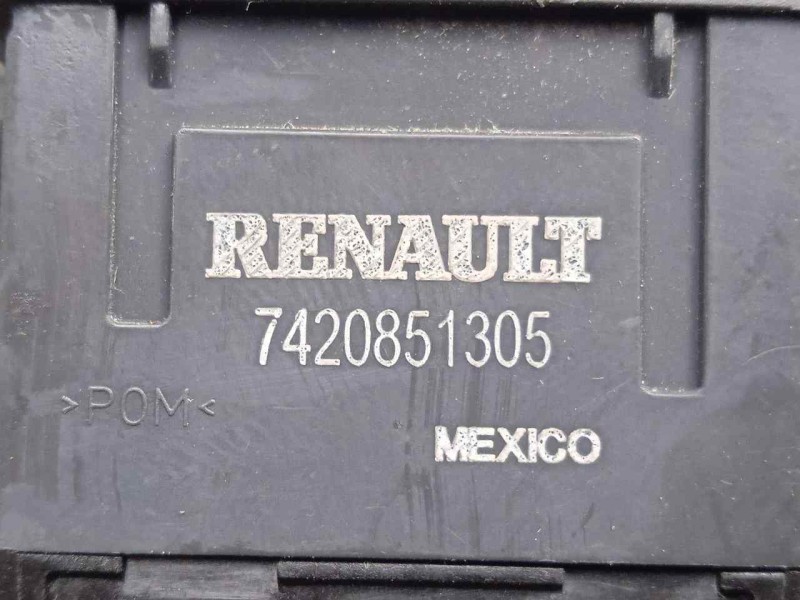 RENAULT
7420851305
>POM<
MEXICO